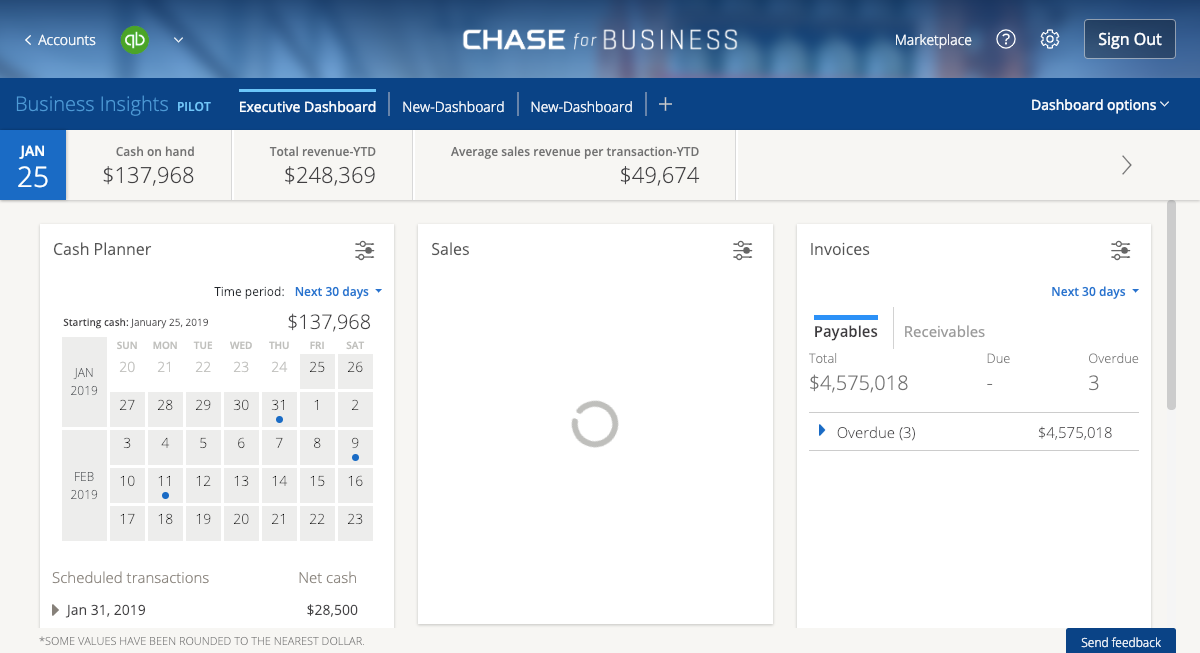 Accounts
qb
CHASE for BUSINESS
Marketplace
?
Sign Out
Business Insights PILOT
Executive Dashboard
New-Dashboard
New-Dashboard
+
Dashboard options
JAN
25
Cash on hand
$137,968
Total revenue-YTD
$248,369
Average sales revenue per transaction-YTD
$49,674
Cash Planner
Time period: Next 30 days
Starting cash: January 25, 2019 $137,968
SUN MON TUE WED THU FRI SAT
JAN
2019
20 21 22 23 24 25 26
27 28 29 30 31 1 2
FEB
2019
3 4 5 6 7 8 9
10 11 12 13 14 15 16
17 18 19 20 21 22 23
Scheduled transactions Net cash
Jan 31, 2019 $28,500
Sales
Invoices
Next 30 days
Payables Receivables
Total Due Overdue
$4,575,018 - 3
Overdue (3) $4,575,018
*SOME VALUES HAVE BEEN ROUNDED TO THE NEAREST DOLLAR.
Send feedback